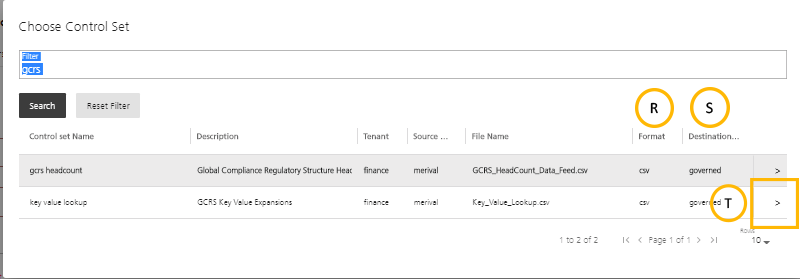 Choose Control Set
Filter
gcrs
Search Reset Filter
R S
Control set Name Description Tenant Source ... File Name Format Destination...
gcrs headcount Global Compliance Regulatory Structure Head finance merival GCRS_HeadCount_Data_Feed.csv csv governed >
key value lookup GCRS Key Value Expansions finance merival Key_Value_Lookup.csv csv governed T >
Rows
1 to 2 of 2 |< < Page 1 of 1 > >| 10